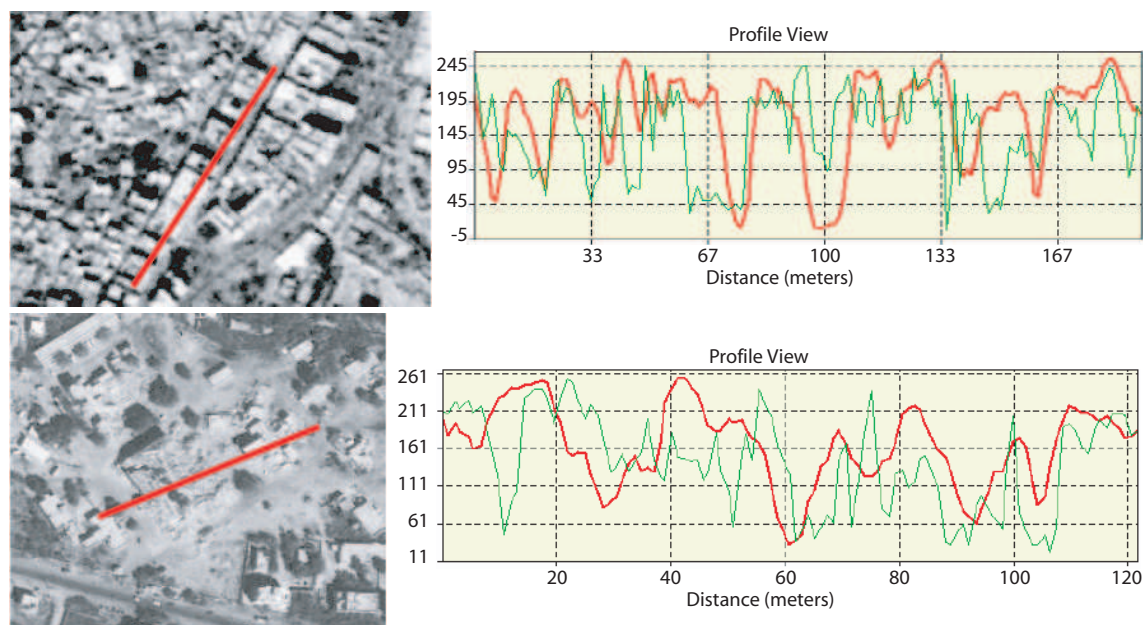 Profile View
245
195
145
95
45
-5
33 67 100 133 167
Distance (meters)
Profile View
261
211
161
111
61
11
20 40 60 80 100 120
Distance (meters)